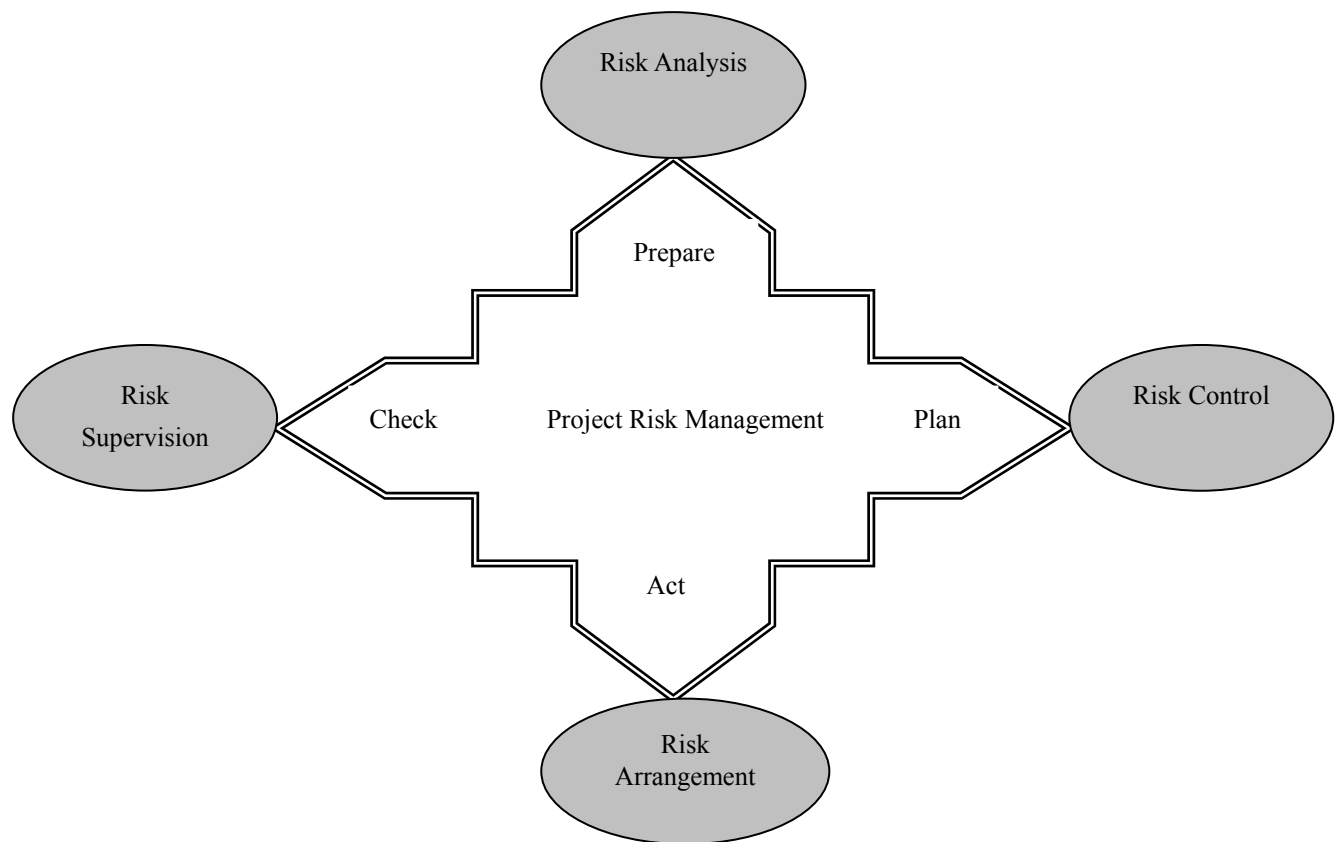 Risk Analysis
Prepare
Risk
Supervision
Check
Project Risk Management
Plan
Risk Control
Act
Risk
Arrangement